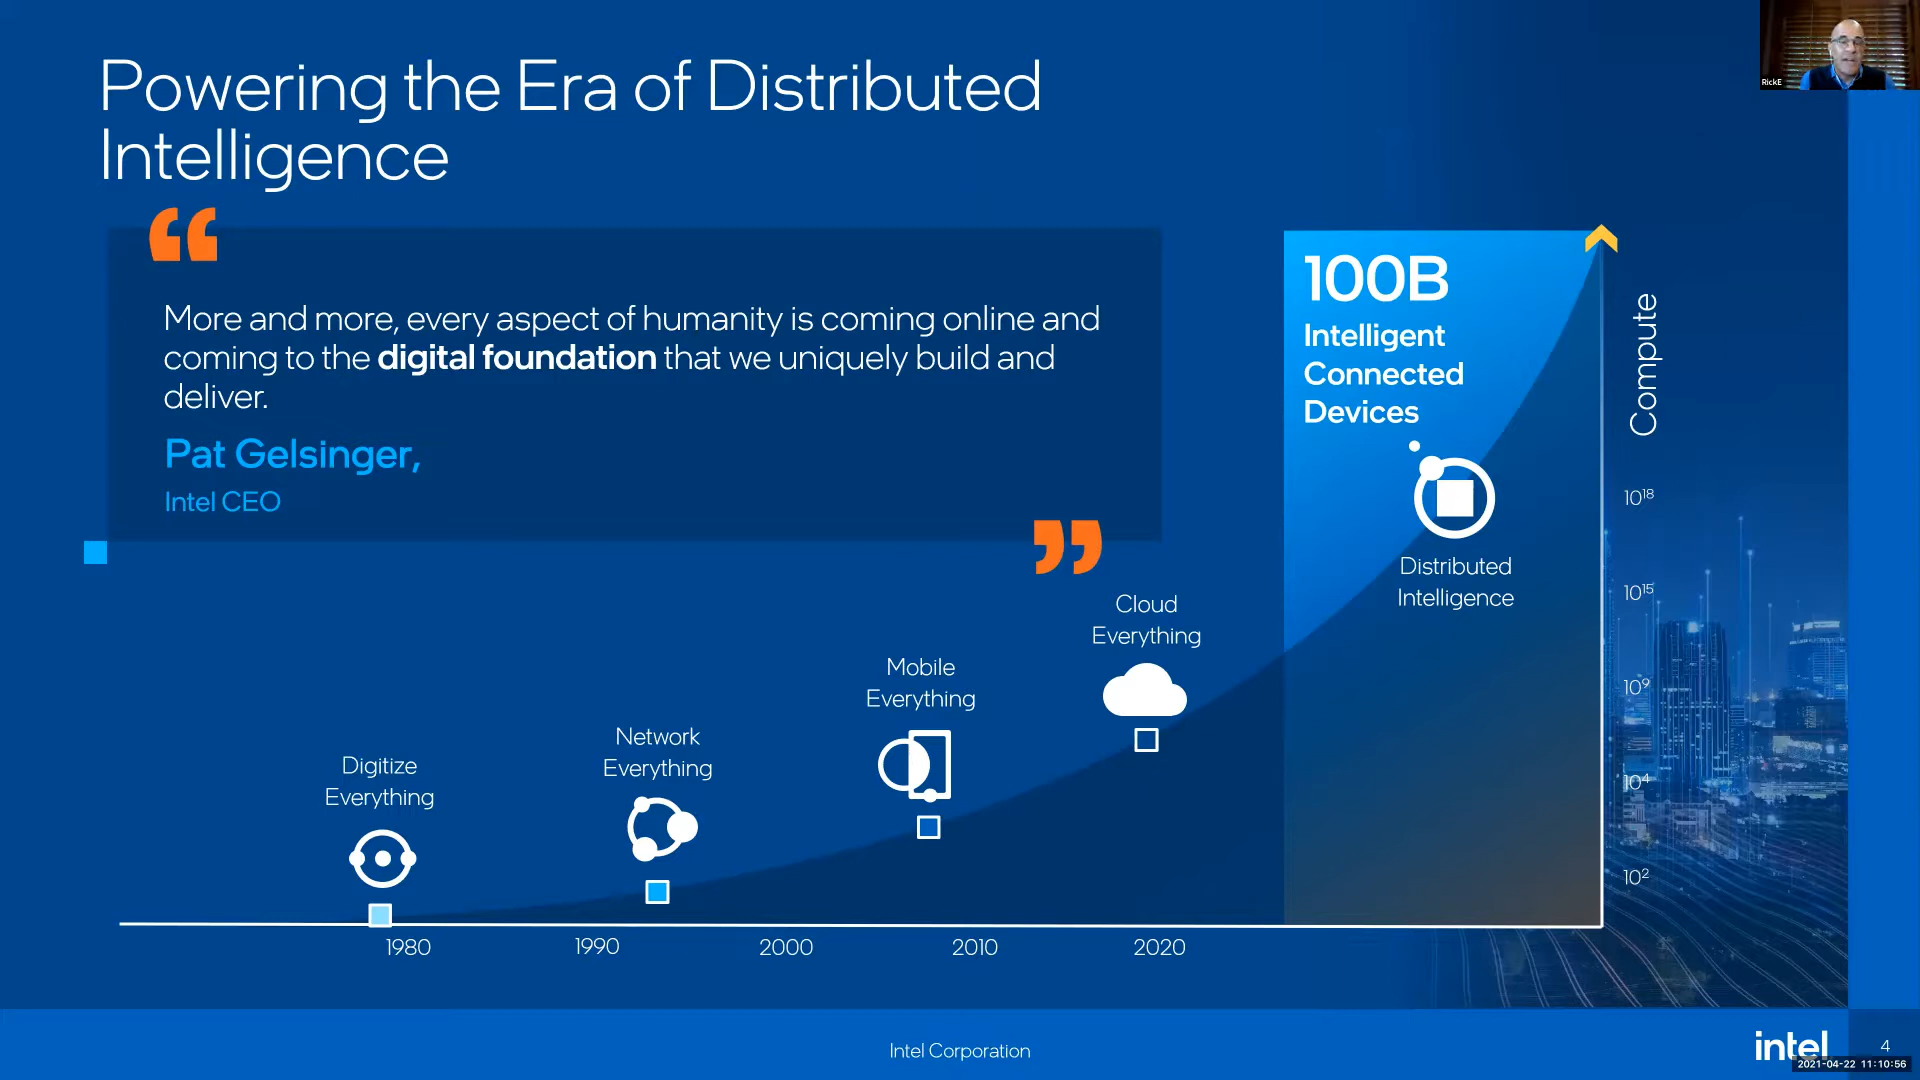 Powering the Era of Distributed
Intelligence
“
More and more, every aspect of humanity is coming online and
coming to the digital foundation that we uniquely build and
deliver.
Pat Gelsinger,
Intel CEO
”
100B
Intelligent
Connected
Devices
Distributed
Intelligence
Cloud
Everything
Mobile
Everything
Network
Everything
Digitize
Everything
Compute
10¹⁸
10¹⁵
10⁹
10⁴
10²
1980
1990
2000
2010
2020
Intel Corporation
intel
4
2021-04-22 11:10:56
RickE